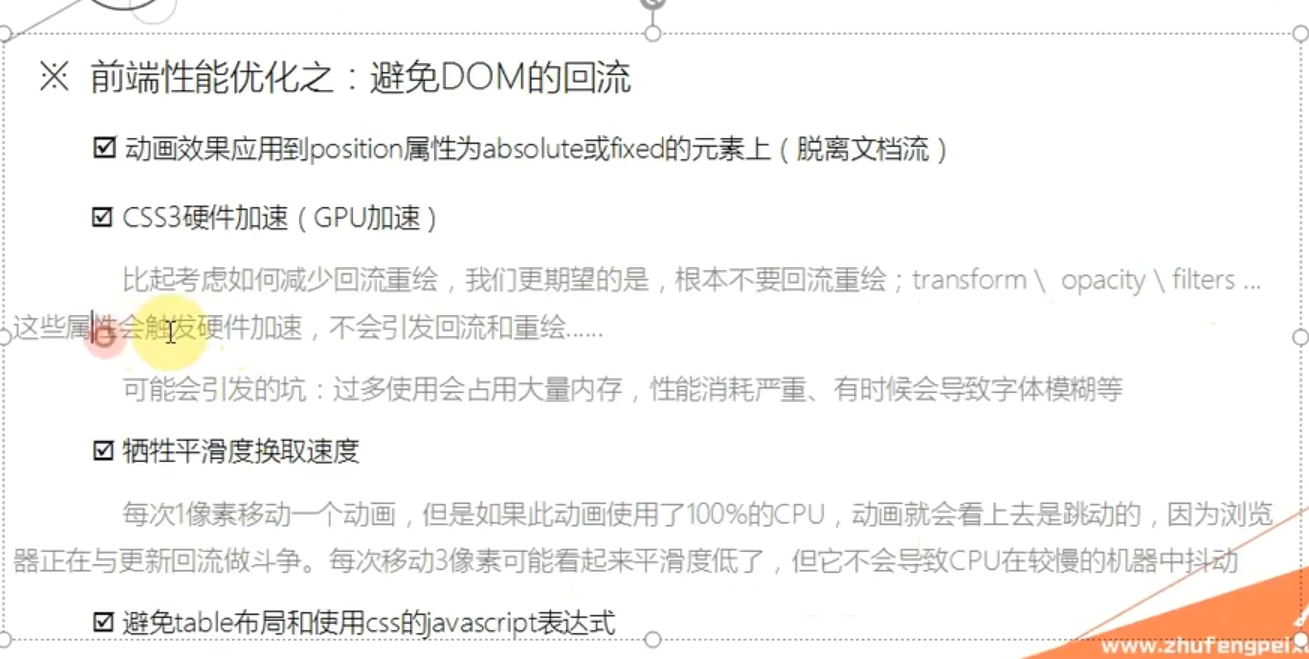 ※ 前端性能优化之：避免DOM的回流
☑ 动画效果应用到position属性为absolute或fixed的元素上（脱离文档流）
☑ CSS3硬件加速（GPU加速）
比起考虑如何减少回流重绘，我们更期望的是，根本不要回流重绘；transform \ opacity \ filters ...
这些属性会触发硬件加速，不会引发回流和重绘......
可能会引发的坑：过多使用会占用大量内存，性能消耗严重、有时候会导致字体模糊等
☑ 牺牲平滑度换取速度
每次1像素移动一个动画，但是如果此动画使用了100%的CPU，动画就会看上去是跳动的，因为浏览
器正在与更新回流做斗争。每次移动3像素可能看起来平滑度低了，但它不会导致CPU在较慢的机器中抖动
☑ 避免table布局和使用css的javascript表达式